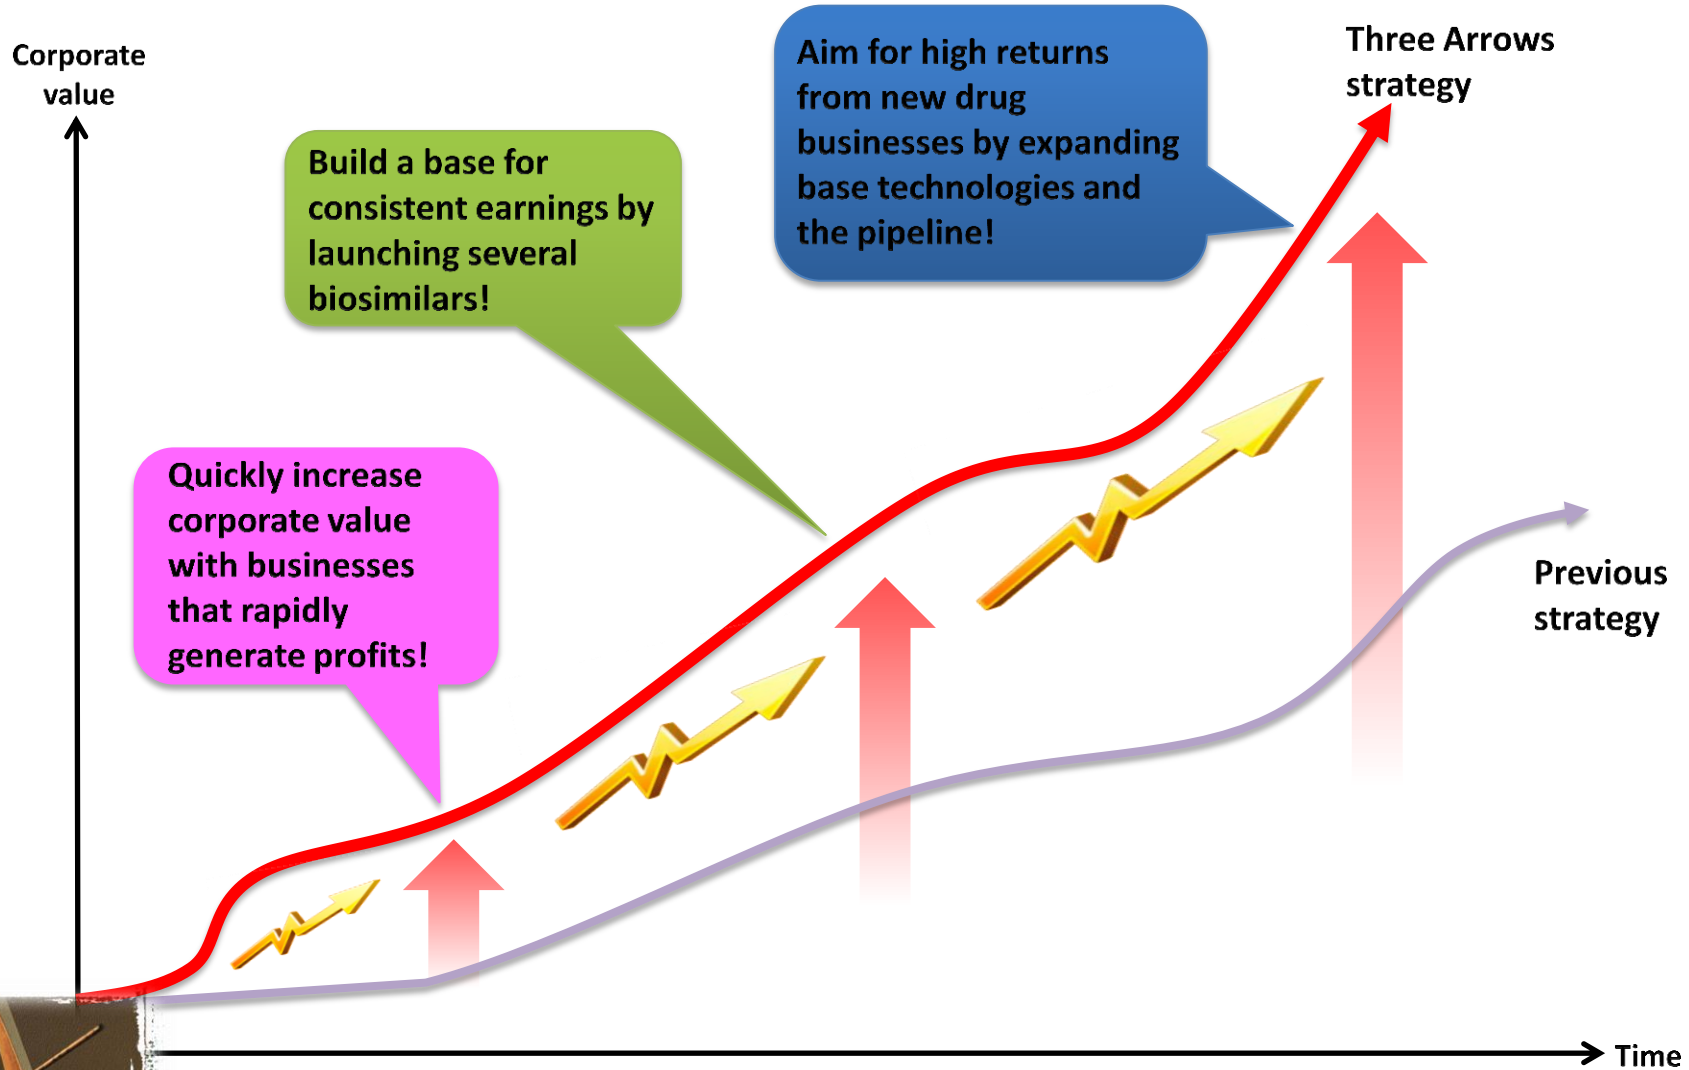 Corporate
value
Three Arrows
strategy
Aim for high returns
from new drug
businesses by expanding
base technologies and
the pipeline!
Build a base for
consistent earnings by
launching several
biosimilars!
Quickly increase
corporate value
with businesses
that rapidly
generate profits!
Previous
strategy
Time